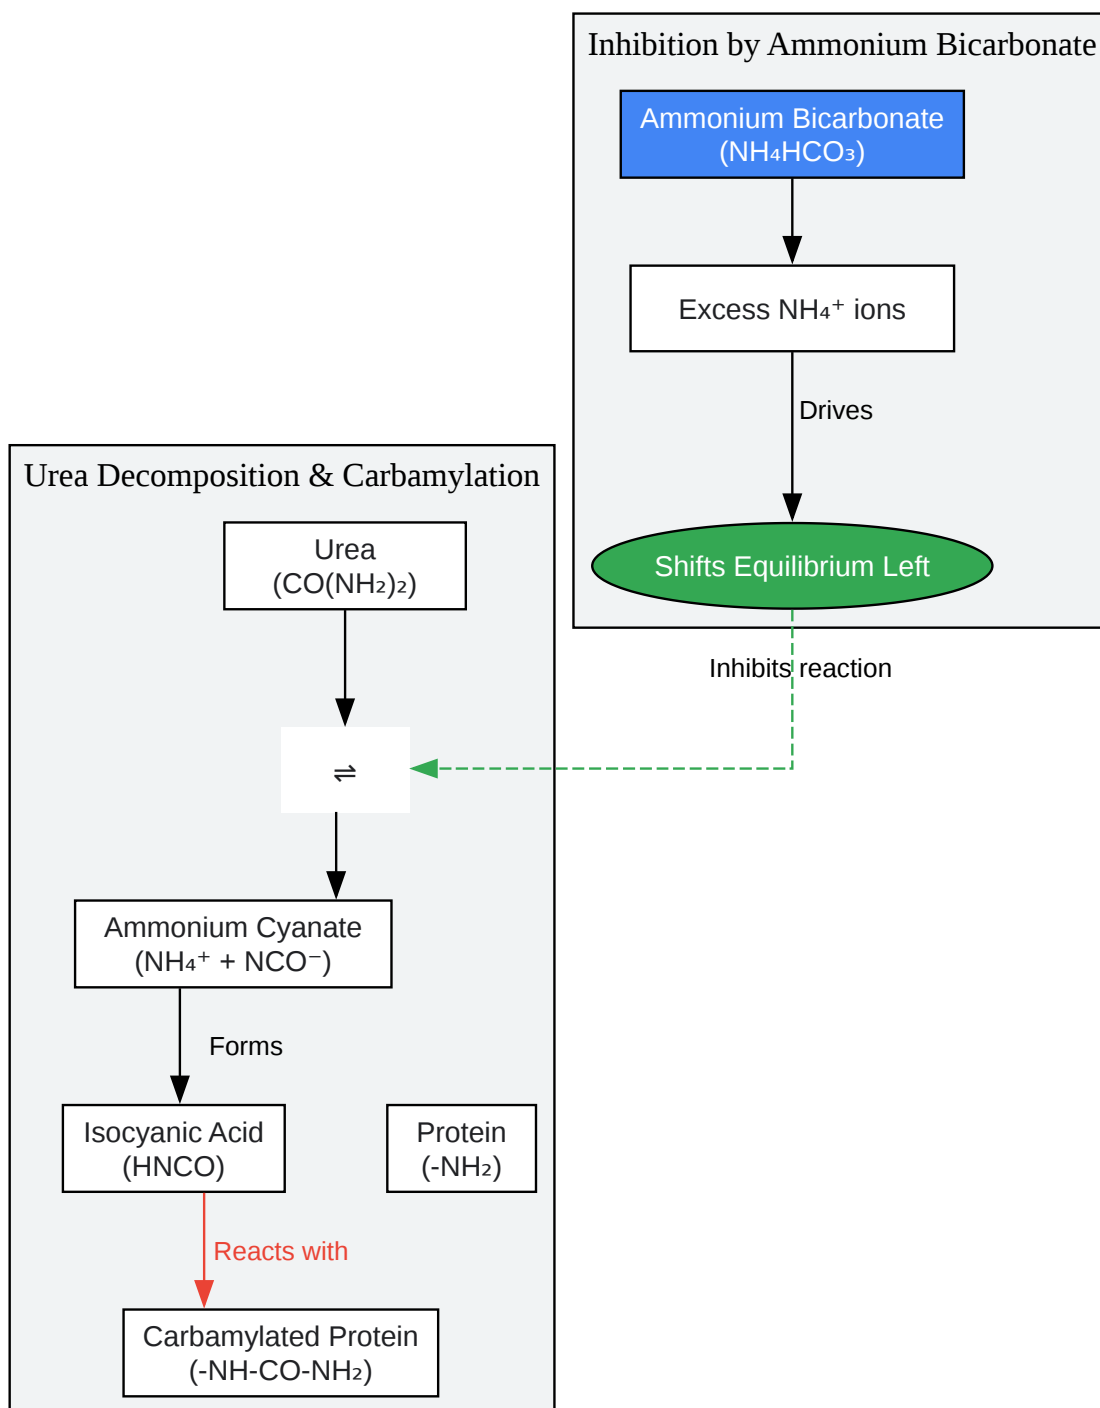 Inhibition by Ammonium Bicarbonate
Ammonium Bicarbonate
(NH₄HCO₃)
Excess NH₄⁺ ions
Drives
Shifts Equilibrium Left
Inhibits reaction
Urea Decomposition & Carbamylation
Urea
(CO(NH₂)₂)
⇌
Ammonium Cyanate
(NH₄⁺ + NCO⁻)
Forms
Isocyanic Acid
(HNCO)
Protein
(-NH₂)
Reacts with
Carbamylated Protein
(-NH-CO-NH₂)